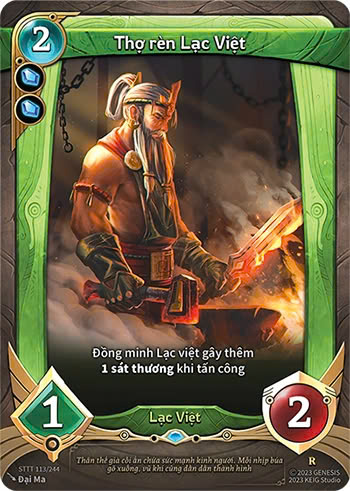 2
Thợ rèn Lạc Việt
Đồng minh Lạc việt gây thêm
1 sát thương khi tấn công
1
Lạc Việt
2
STTT 113/244
Đại Ma
R
© 2023 GENESIS
2023 KEIG Studio
Thân thể già cỗi ẩn chứa sức mạnh kinh người. Mỗi nhịp búa
gõ xuống, vũ khí cũng dần dần thành hình